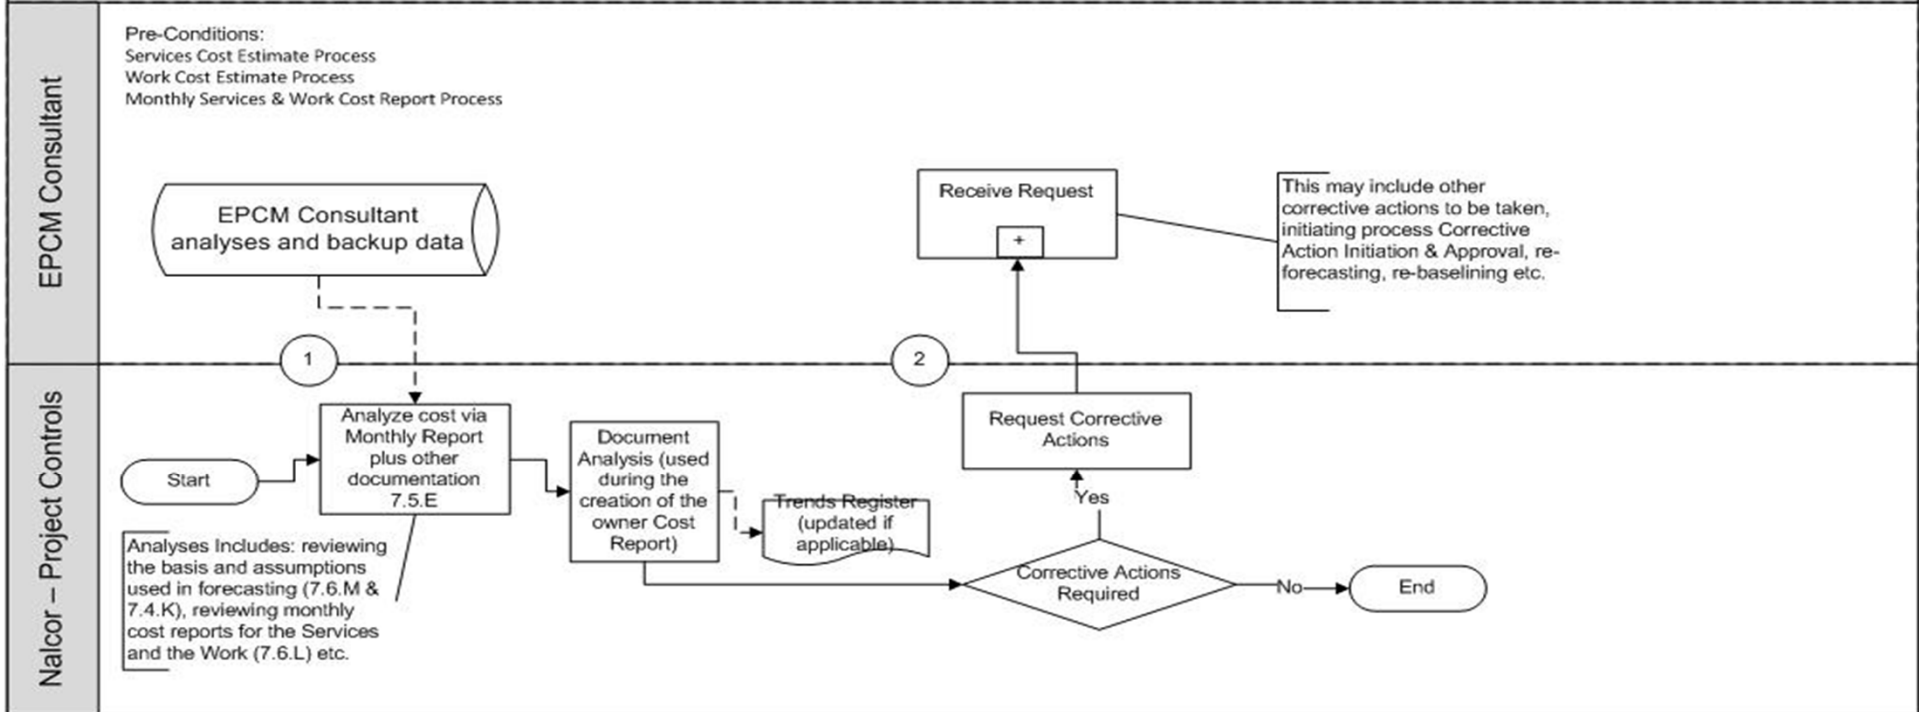 EPCM Consultant
Pre-Conditions:
Services Cost Estimate Process
Work Cost Estimate Process
Monthly Services & Work Cost Report Process
EPCM Consultant
analyses and backup data
Receive Request
+
This may include other
corrective actions to be taken,
initiating process Corrective
Action Initiation & Approval, re-
forecasting, re-baselining etc.
1
2
Nalcor – Project Controls
Start
Analyze cost via
Monthly Report
plus other
documentation
7.5.E
Analyses Includes: reviewing
the basis and assumptions
used in forecasting (7.6.M &
7.4.K), reviewing monthly
cost reports for the Services
and the Work (7.6.L) etc.
Document
Analysis (used
during the
creation of the
owner Cost
Report)
Trends Register
(updated if
applicable)
Request Corrective
Actions
Yes
Corrective Actions
Required
No
End